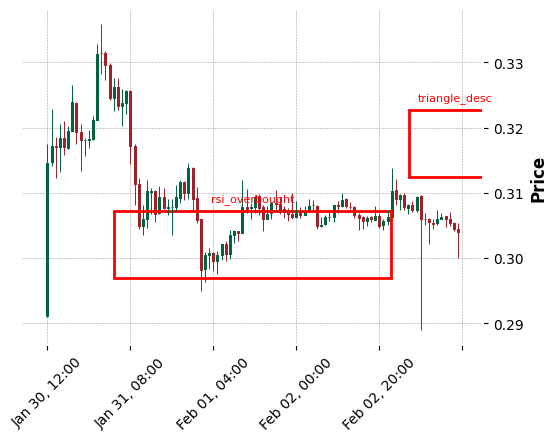 triangle_desc
rsi_overbought
0.33
0.32
0.31
0.30
0.29
Price
Jan 30, 12:00
Jan 31, 08:00
Feb 01, 04:00
Feb 02, 00:00
Feb 02, 20:00